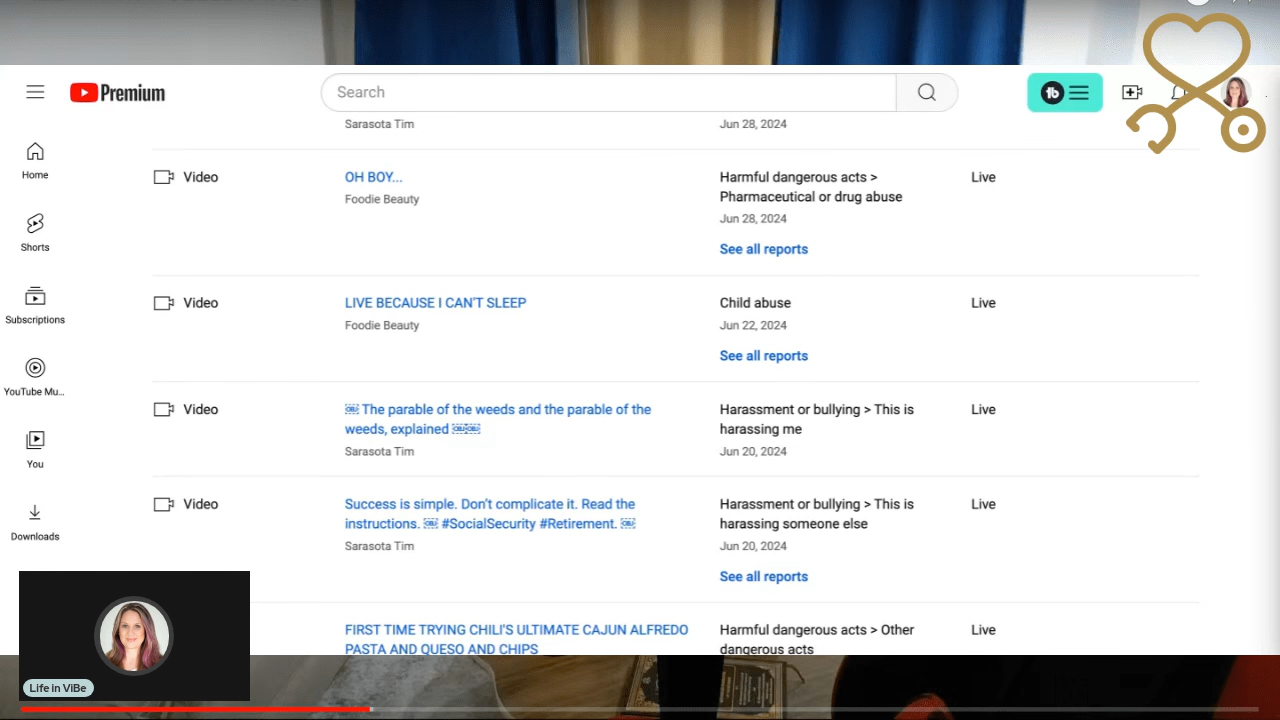 Premium
Search
Sarasota Tim
Jun 28, 2024
Home
Video
OH BOY...
Foodie Beauty
Harmful dangerous acts >
Pharmaceutical or drug abuse
Jun 28, 2024
See all reports
Live
Shorts
Subscriptions
Video
LIVE BECAUSE I CAN'T SLEEP
Foodie Beauty
Child abuse
Jun 22, 2024
See all reports
Live
YouTube Mu...
Video
The parable of the weeds and the parable of the
weeds, explained
Sarasota Tim
Harassment or bullying > This is
harassing me
Jun 20, 2024
Live
You
Downloads
Video
Success is simple. Don't complicate it. Read the
instructions. #SocialSecurity #Retirement.
Sarasota Tim
Harassment or bullying > This is
harassing someone else
Jun 20, 2024
See all reports
Live
FIRST TIME TRYING CHILI'S ULTIMATE CAJUN ALFREDO
PASTA AND QUESO AND CHIPS
Harmful dangerous acts > Other
dangerous acts
Live
Life in ViBe